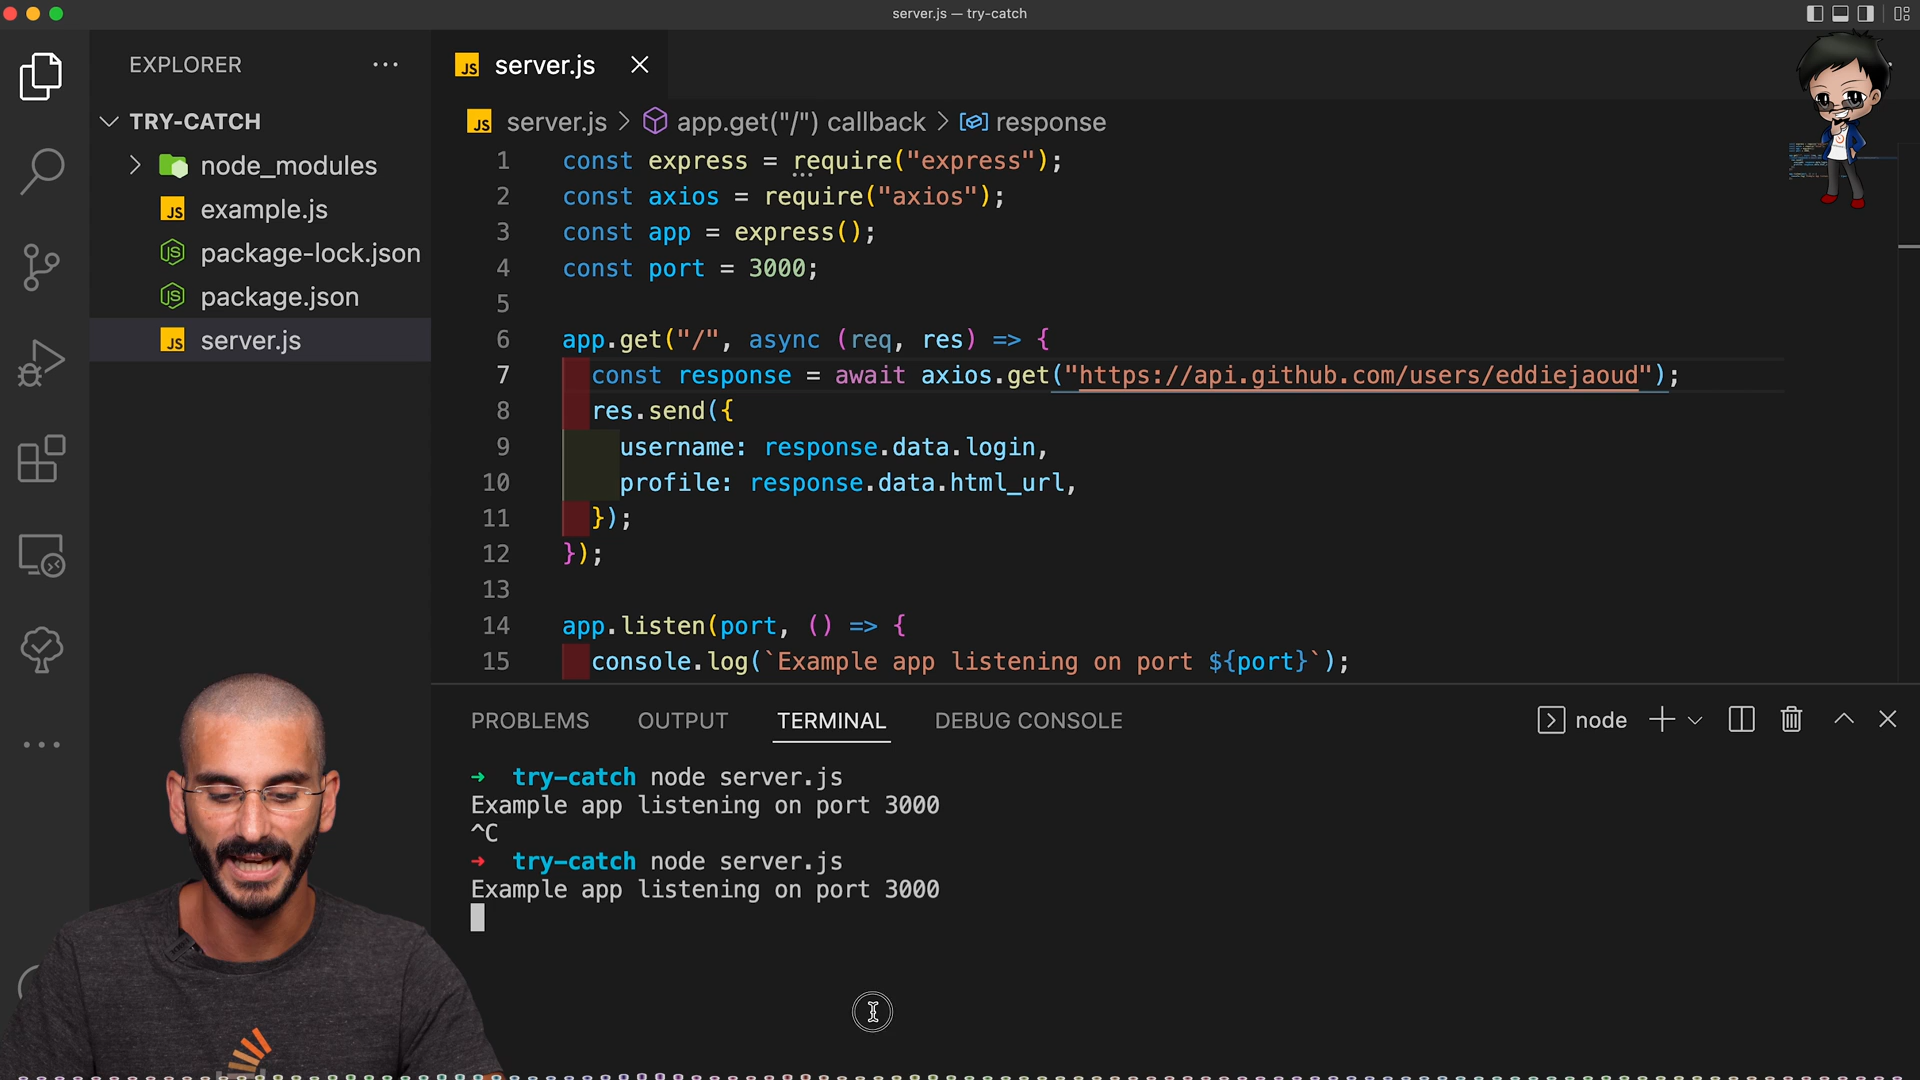 server.js — try-catch
EXPLORER
server.js
TRY-CATCH
server.js > app.get("/") callback > response
node_modules
example.js
package-lock.json
package.json
server.js
1 const express = require("express");
2 const axios = require("axios");
3 const app = express();
4 const port = 3000;
5
6 app.get("/", async (req, res) => {
7 const response = await axios.get("https://api.github.com/users/eddiejaoud");
8 res.send({
9 username: response.data.login,
10 profile: response.data.html_url,
11 });
12 });
13
14 app.listen(port, () => {
15 console.log(`Example app listening on port ${port}`);
PROBLEMS OUTPUT TERMINAL DEBUG CONSOLE node
➜ try-catch node server.js
Example app listening on port 3000
^C
➜ try-catch node server.js
Example app listening on port 3000